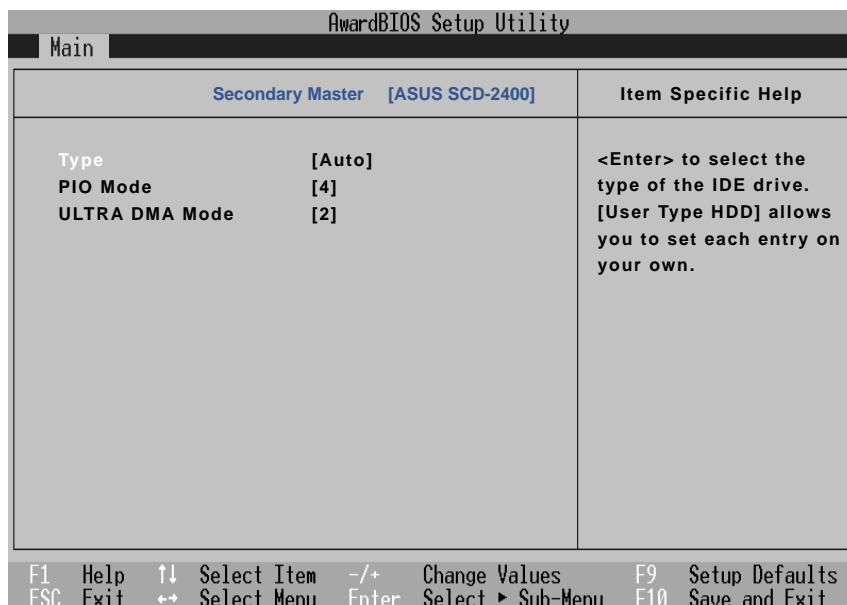 AwardBIOS Setup Utility
Main
Secondary Master [ASUS SCD-2400] Item Specific Help
Type [Auto]
PIO Mode [4]
ULTRA DMA Mode [2]
<Enter> to select the
type of the IDE drive.
[User Type HDD] allows
you to set each entry on
your own.
F1 Help ↑↓ Select Item -/+ Change Values F9 Setup Defaults
ESC Exit ←→ Select Menu Enter Select ► Sub-Menu F10 Save and Exit